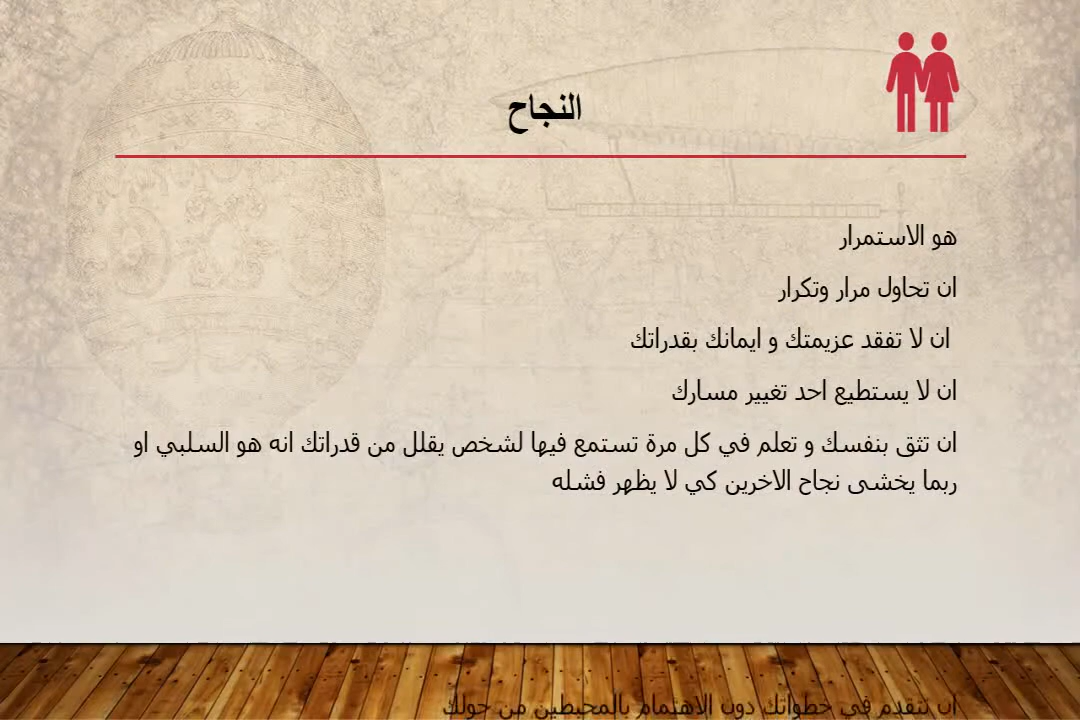 النجاح
هو الاستمرار
ان تحاول مرار وتكرار
ان لا تفقد عزيمتك و ايمانك بقدراتك
ان لا يستطيع احد تغيير مسارك
ان تثق بنفسك و تعلم في كل مرة تستمع فيها لشخص يقلل من قدراتك انه هو السلبي او
ربما يخشى نجاح الاخرين كي لا يظهر فشله
ان تتقدم في خطواتك دون الاهتمام بالمحيطين من حولك